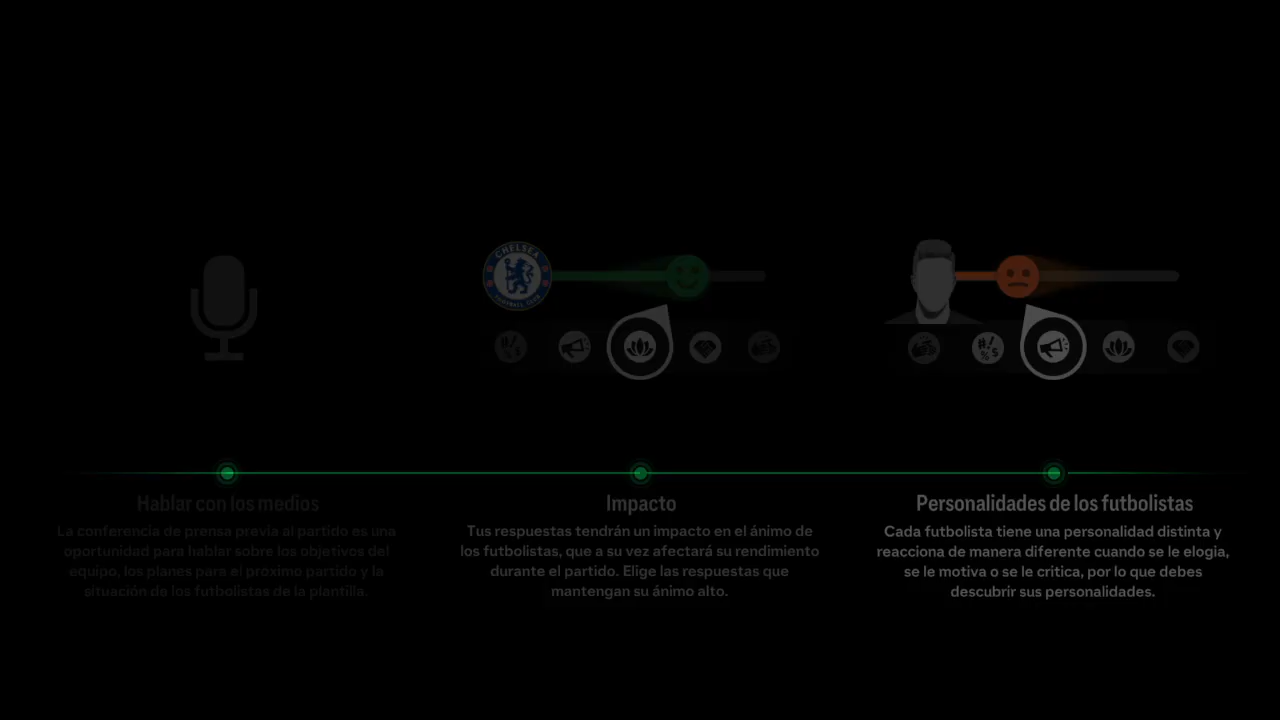 CHELSEA
FOOTBALL CLUB
Hablar con los medios
La conferencia de prensa previa al partido es una
oportunidad para hablar sobre los objetivos del
equipo, los planes para el próximo partido y la
situación de los futbolistas de la plantilla.
Impacto
Tus respuestas tendrán un impacto en el ánimo de
los futbolistas, que a su vez afectará su rendimiento
durante el partido. Elige las respuestas que
mantengan su ánimo alto.
Personalidades de los futbolistas
Cada futbolista tiene una personalidad distinta y
reacciona de manera diferente cuando se le elogia,
se le motiva o se le critica, por lo que debes
descubrir sus personalidades.